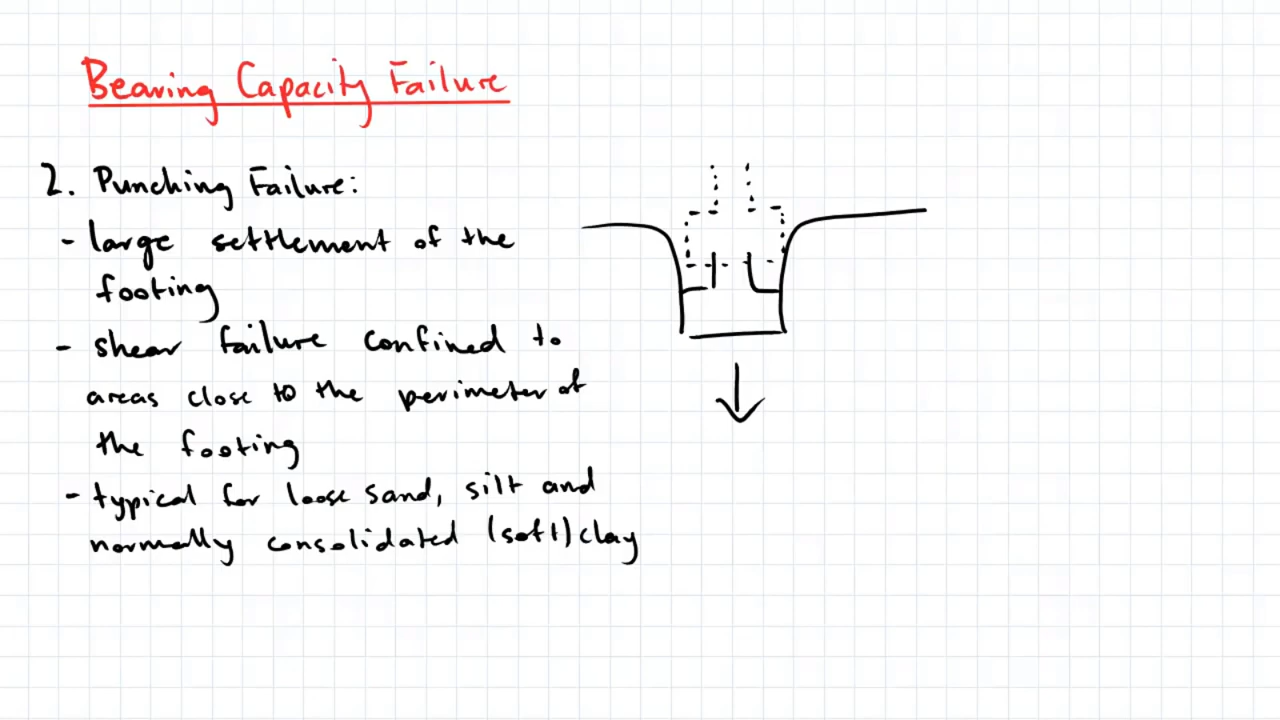 Bearing Capacity Failure
2. Punching Failure:
- large settlement of the
footing
- shear failure confined to
areas close to the perimeter of
the footing
- typical for loose sand, silt and
normally consolidated (soft) clay